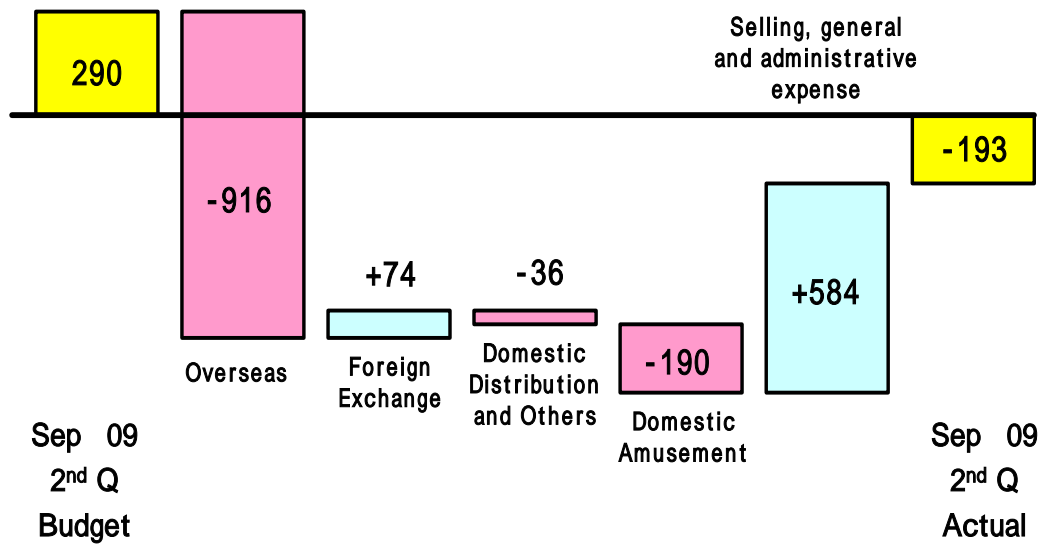 290
-916
Overseas
+74
Foreign
Exchange
-36
Domestic
Distribution
and Others
-190
Domestic
Amusement
Selling, general
and administrative
expense
+584
-193
Sep 09
2nd Q
Budget
Sep 09
2nd Q
Actual